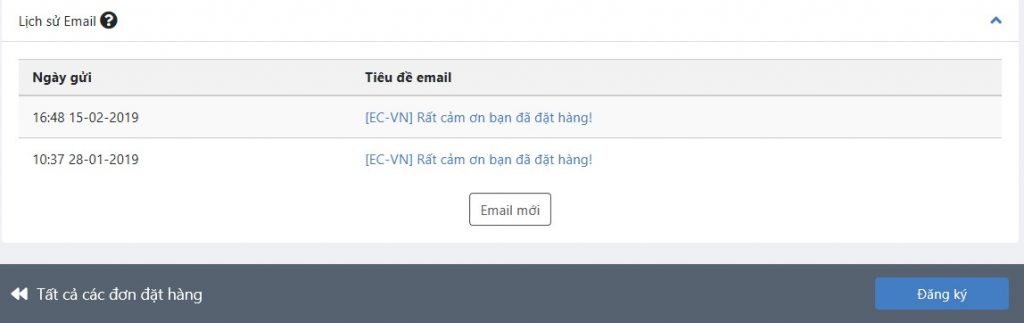 Lịch sử Email ?
Ngày gửi Tiêu đề email
16:48 15-02-2019 [EC-VN] Rất cảm ơn bạn đã đặt hàng!
10:37 28-01-2019 [EC-VN] Rất cảm ơn bạn đã đặt hàng!
Email mới
Tất cả các đơn đặt hàng Đăng ký